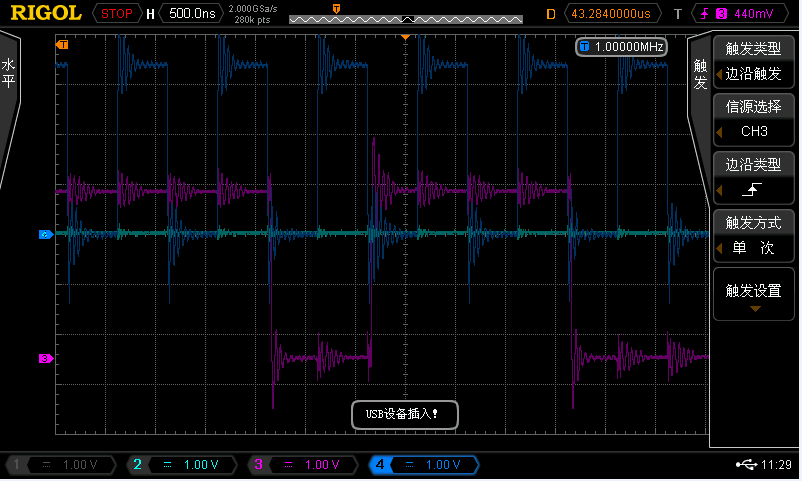 RIGOL STOP H 500.0ns 2.000GSa/s D 43.2840000us T 3 440mV
280k pts
T
T 1.00000MHz
水平
触发
触发类型
边沿触发
信源选择
CH3
边沿类型
触发方式
单 次
触发设置
3
USB设备插入!
1 = 1.00 V 2 = 1.00 V 3 = 1.00 V 4 = 1.00 V 11:29